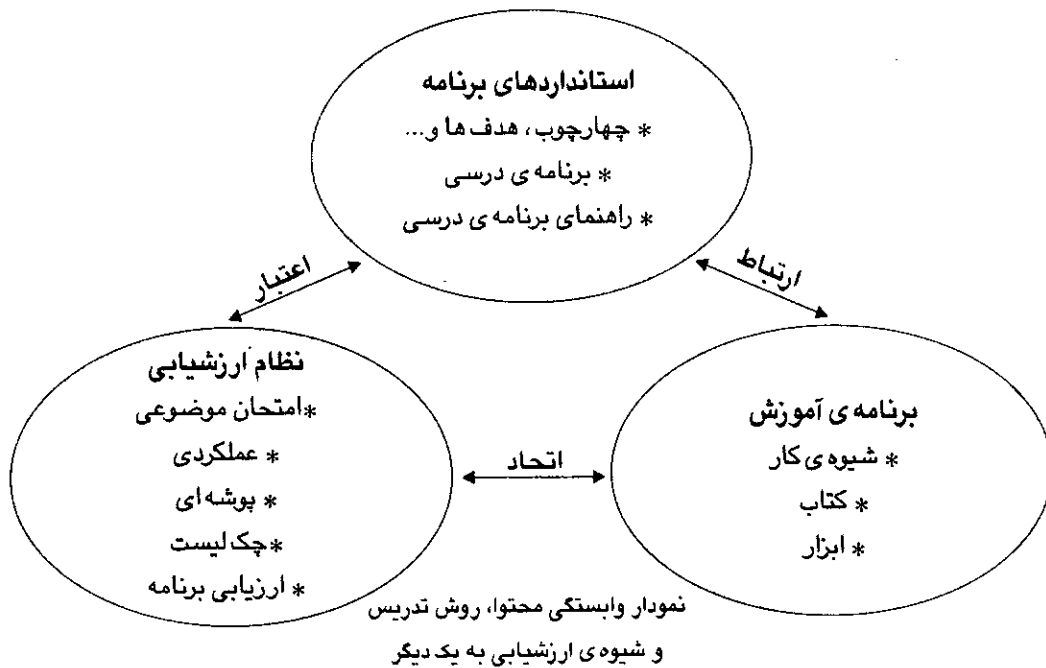 استانداردهای برنامه
* چهارچوب، هدف ها و...
* برنامه ی درسی
* راهنمای برنامه ی درسی
اعتبار
ارتباط
نظام ارزشیابی
*امتحان موضوعی
* عملکردی
* پوشه ای
*چک لیست
* ارزیابی برنامه
اتحاد
برنامه ی آموزش
* شیوه ی کار
* کتاب
* ابزار
نمودار وابستگی محتوا، روش تدریس
و شیوه ی ارزشیابی به یک دیگر